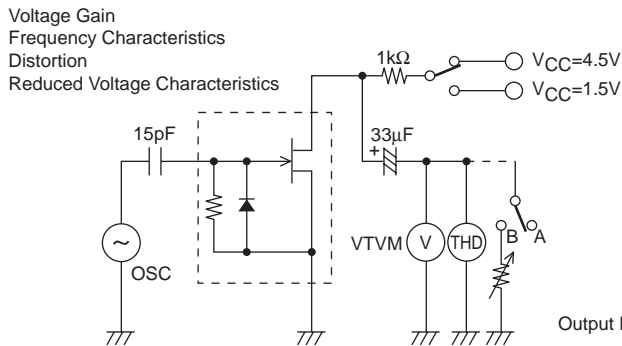 Voltage Gain
Frequency Characteristics
Distortion
Reduced Voltage Characteristics
1kΩ
VCC=4.5V
VCC=1.5V
15pF
33μF
+
VTVM
V
THD
B
A
OSC
~
Output I